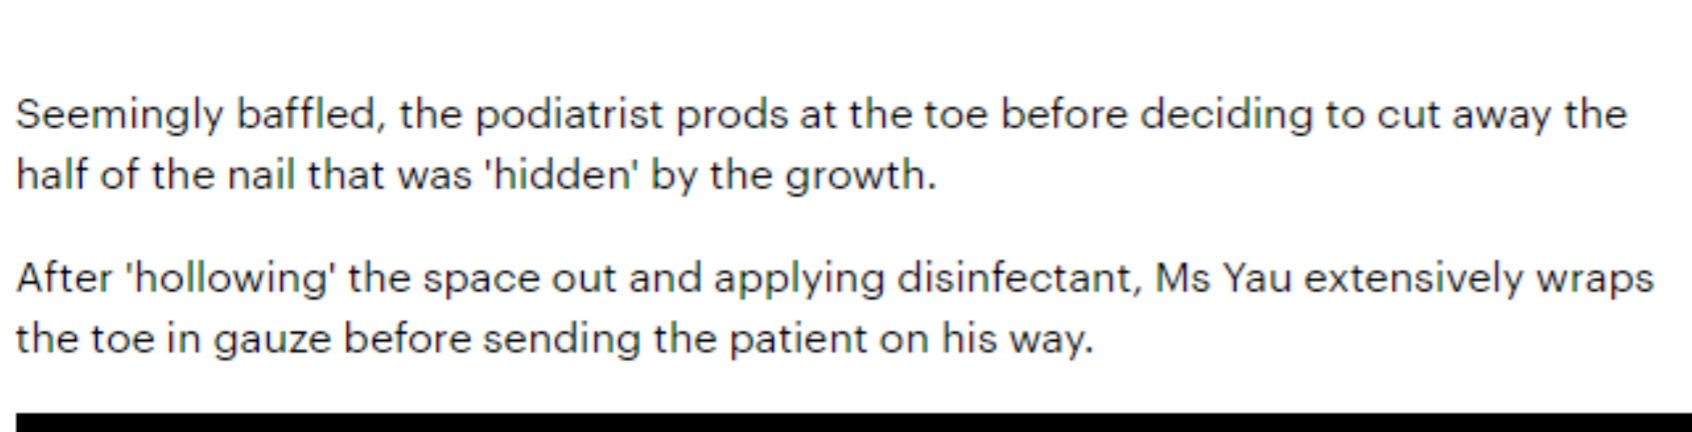 Seemingly baffled, the podiatrist prods at the toe before deciding to cut away the
half of the nail that was 'hidden' by the growth.
After 'hollowing' the space out and applying disinfectant, Ms Yau extensively wraps
the toe in gauze before sending the patient on his way.